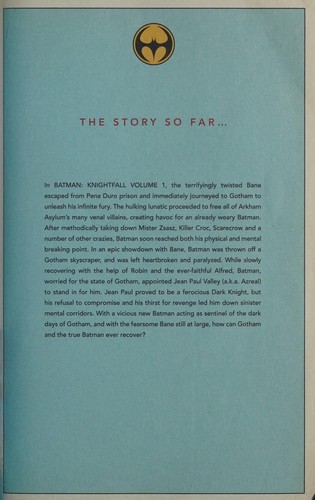 THE STORY SO FAR...
In BATMAN: KNIGHTFALL VOLUME 1, the terrifyingly twisted Bane
escaped from Pena Duro prison and immediately journeyed to Gotham to
unleash his infinite fury. The hulking lunatic proceeded to free all of Arkham
Asylum's many venal villains, creating havoc for an already weary Batman.
After methodically taking down Mister Zsasz, Killer Croc, Scarecrow and a
number of other crazies, Batman soon reached both his physical and mental
breaking point. In an epic showdown with Bane, Batman was thrown off a
Gotham skyscraper, and was left heartbroken and paralyzed. While slowly
recovering with the help of Robin and the ever-faithful Alfred, Batman,
worried for the state of Gotham, appointed Jean Paul Valley (a.k.a. Azreal)
to stand in for him. Jean Paul proved to be a ferocious Dark Knight, but
his refusal to compromise and his thirst for revenge led him down sinister
mental corridors. With a vicious new Batman acting as sentinel of the dark
days of Gotham, and with the fearsome Bane still at large, how can Gotham
and the true Batman ever recover?